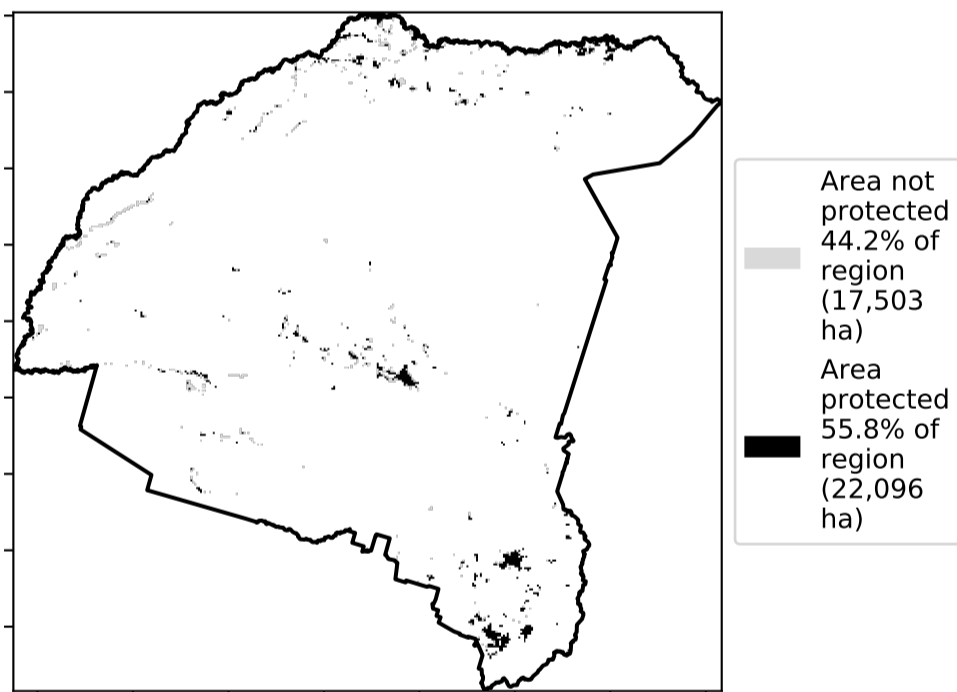 Area not
protected
44.2% of
region
(17,503
ha)
Area
protected
55.8% of
region
(22,096
ha)